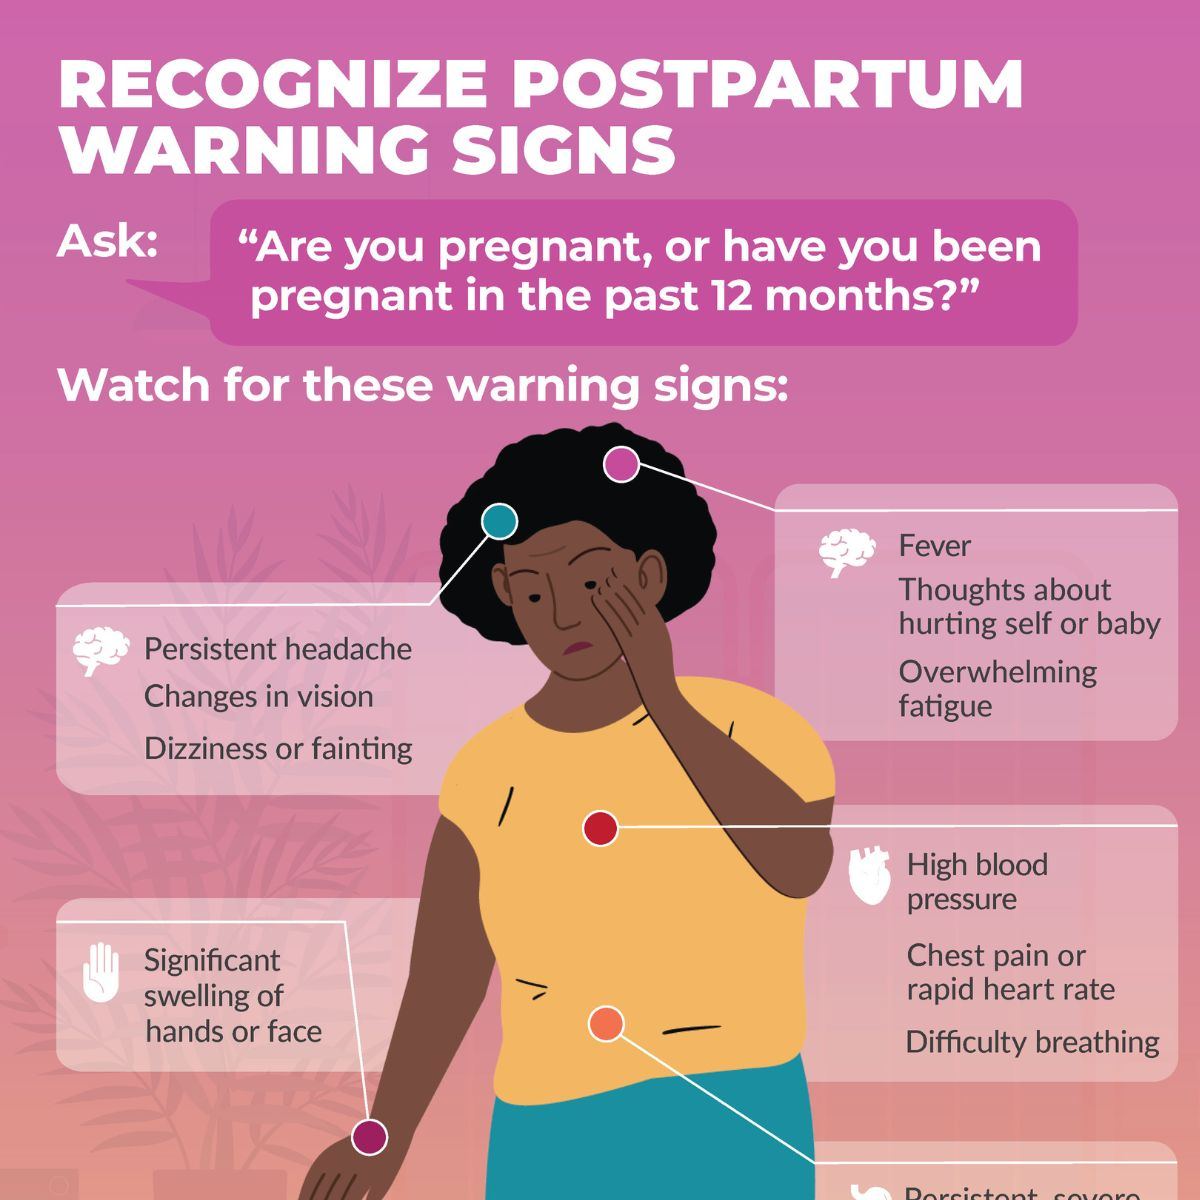 RECOGNIZE POSTPARTUM
WARNING SIGNS
Ask:
“Are you pregnant, or have you been
pregnant in the past 12 months?”
Watch for these warning signs:
Fever
Thoughts about
hurting self or baby
Overwhelming
fatigue
Persistent headache
Changes in vision
Dizziness or fainting
High blood
pressure
Chest pain or
rapid heart rate
Difficulty breathing
Significant
swelling of
hands or face
Persistent, severe